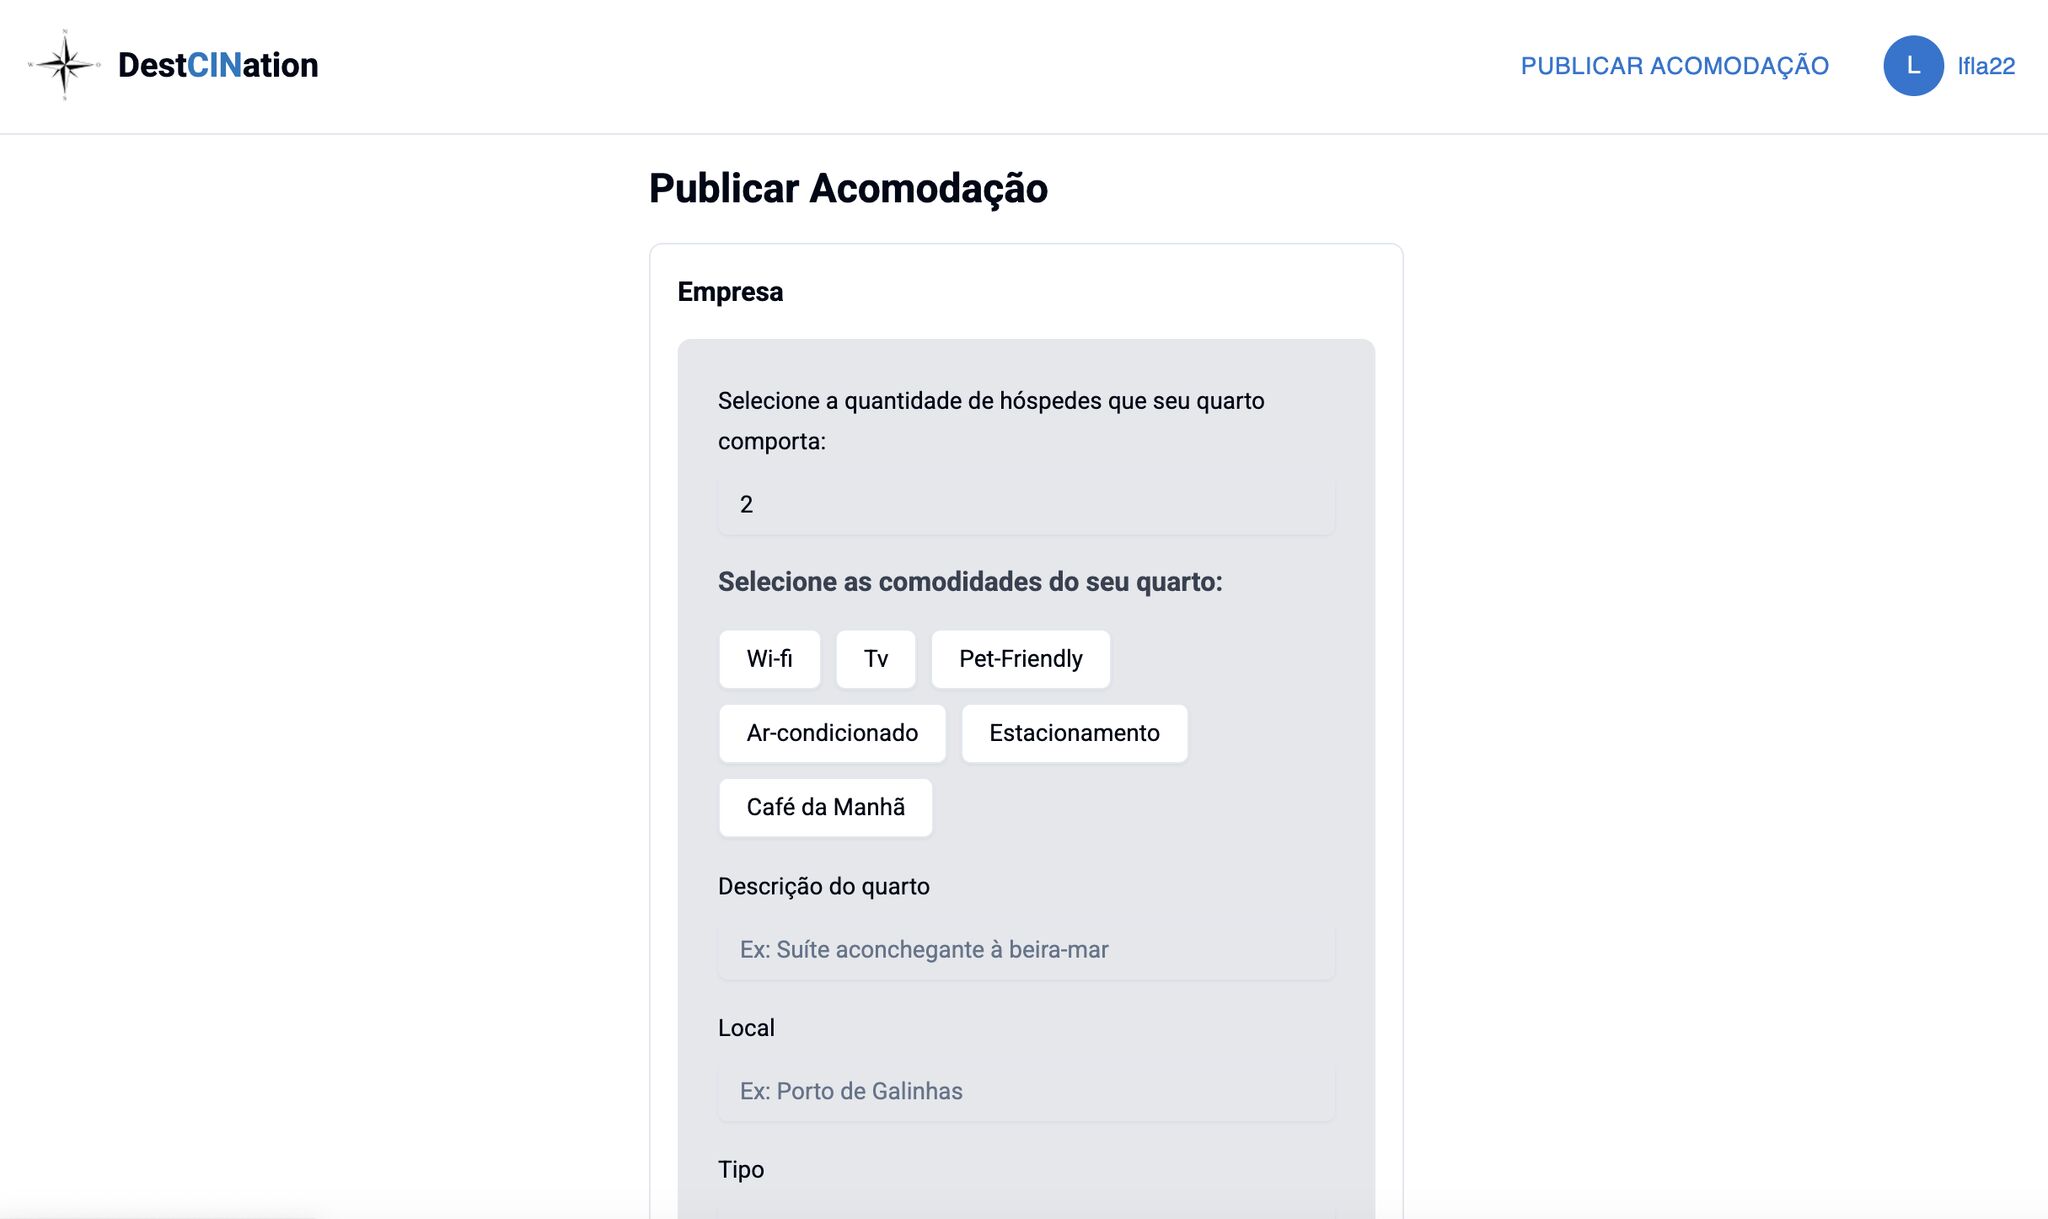 DestCINation
PUBLICAR ACOMODAÇÃO
L
lfla22
Publicar Acomodação
Empresa
Selecione a quantidade de hóspedes que seu quarto
comporta:
2
Selecione as comodidades do seu quarto:
Wi-fi
Tv
Pet-Friendly
Ar-condicionado
Estacionamento
Café da Manhã
Descrição do quarto
Ex: Suíte aconchegante à beira-mar
Local
Ex: Porto de Galinhas
Tipo